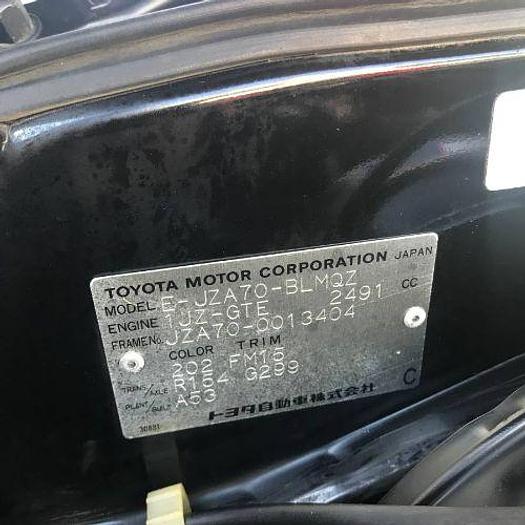 TOYOTA MOTOR CORPORATION JAPAN
MODEL E-JZA70-BLMQZ
ENGINE 1JZ-GTE 2491 CC
FRAME No. JZA70-0013404
COLOR TRIM
202 FM15
TRANS/AXLE R154 G299
PLANT/BUILT A53
トヨタ自動車株式会社 C
30881